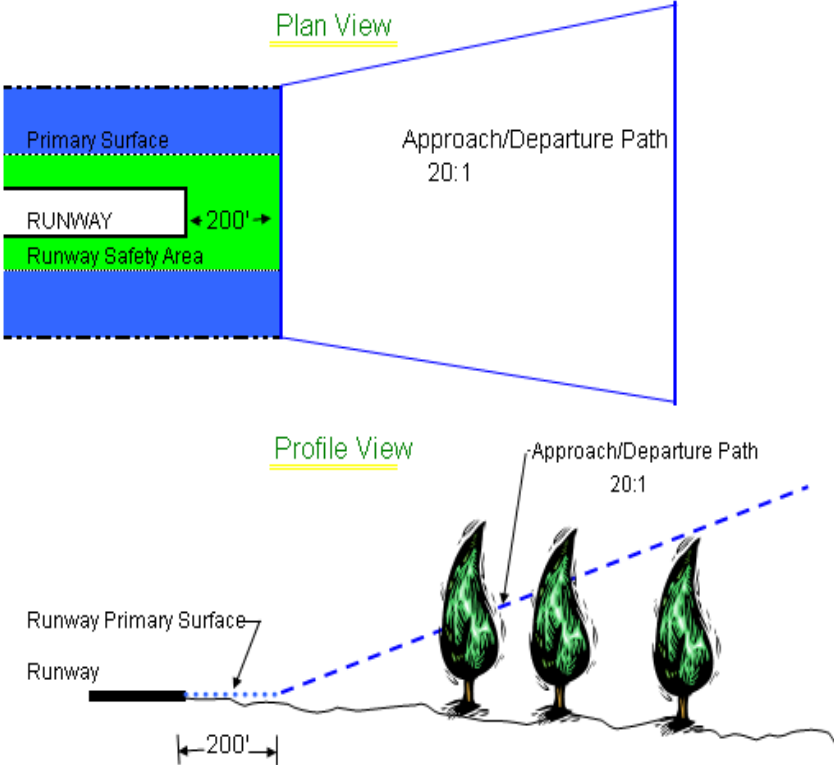 Plan View
Primary Surface
Approach/Departure Path
20:1
RUNWAY
200'
Runway Safety Area
Profile View
Approach/Departure Path
20:1
Runway Primary Surface
Runway
200'